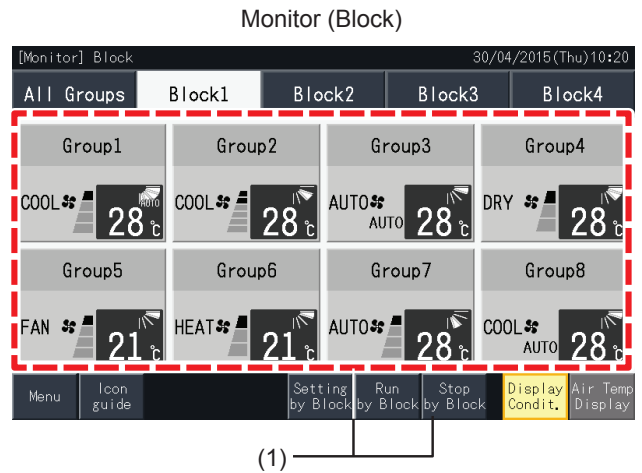 Monitor (Block)
[Monitor] Block 30/04/2015(Thu)10:20
All Groups Block1 Block2 Block3 Block4
Group1 Group2 Group3 Group4
COOL AUTO 28℃ COOL 28℃ AUTO AUTO 28℃ DRY 28℃
Group5 Group6 Group7 Group8
FAN 21℃ HEAT 21℃ AUTO 28℃ COOL AUTO 28℃
Menu Icon guide Setting by Block Run by Block Stop by Block Display Condit. Air Temp Display
(1)